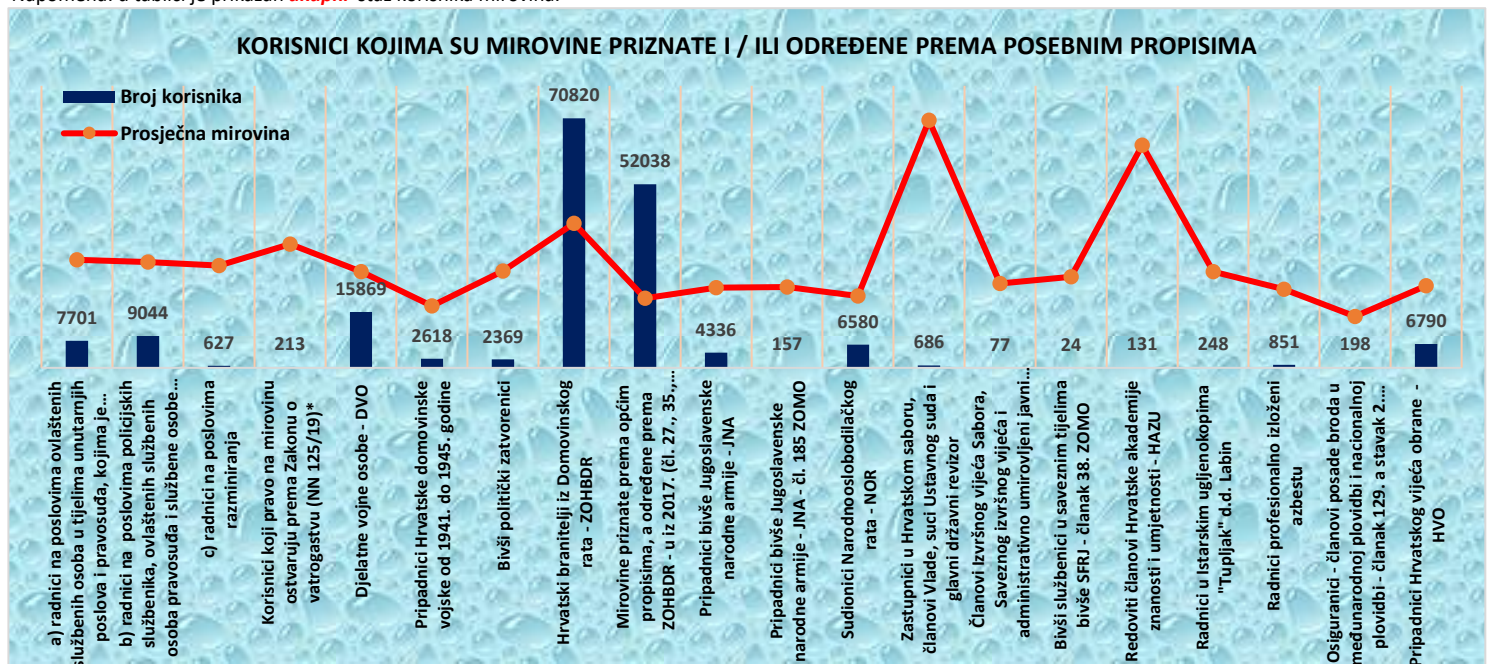 KORISNICI KOJIMA SU MIROVINE PRIZNATE I / ILI ODREĐENE PREMA POSEBNIM PROPISIMA
Broj korisnika
Prosječna mirovina
7701
9044
627
213
15869
2618
2369
70820
52038
4336
157
6580
686
77
24
131
248
851
198
6790
a) radnici na poslovima ovlaštenih
službenih osoba u tijelima unutarnjih
poslova i pravosuđa, kojima je...
b) radnici na poslovima policijskih
službenika, ovlaštenih službenih
osoba pravosuđa i službene osobe...
c) radnici na poslovima
razminiranja
Korisnici koji pravo na mirovinu
ostvaruju prema Zakonu o
vatrogastvu (NN 125/19)*
Djelatne vojne osobe - DVO
Pripadnici Hrvatske domovinske
vojske od 1941. do 1945. godine
Bivši politički zatvorenici
Hrvatski branitelji iz Domovinskog
rata - ZOHBDR
Mirovine priznate prema općim
propisima, a određene prema
ZOHBDR - u iz 2017. (čl. 27., 35.,...
Pripadnici bivše Jugoslavenske
narodne armije - JNA
Pripadnici bivše Jugoslavenske
narodne armije - JNA - čl. 185 ZOMO
Sudionici Narodnooslobodilačkog
rata - NOR
Zastupnici u Hrvatskom saboru,
članovi Vlade, suci Ustavnog suda i
glavni državni revizor
Članovi Izvršnog vijeća Sabora,
Saveznog izvršnog vijeća i
administrativno umirovljeni javni...
Bivši službenici u saveznim tijelima
bivše SFRJ - članak 38. ZOMO
Redoviti članovi Hrvatske akademije
znanosti i umjetnosti - HAZU
Radnici u Istarskim ugljenokopima
"Tupljak" d.d. Labin
Radnici profesionalno izloženi
azbestu
Osiguranici - članovi posade broda u
međunarodnoj plovidbi i nacionalnoj
plovidbi - članak 129. a stavak 2....
Pripadnici Hrvatskog vijeća obrane -
HVO